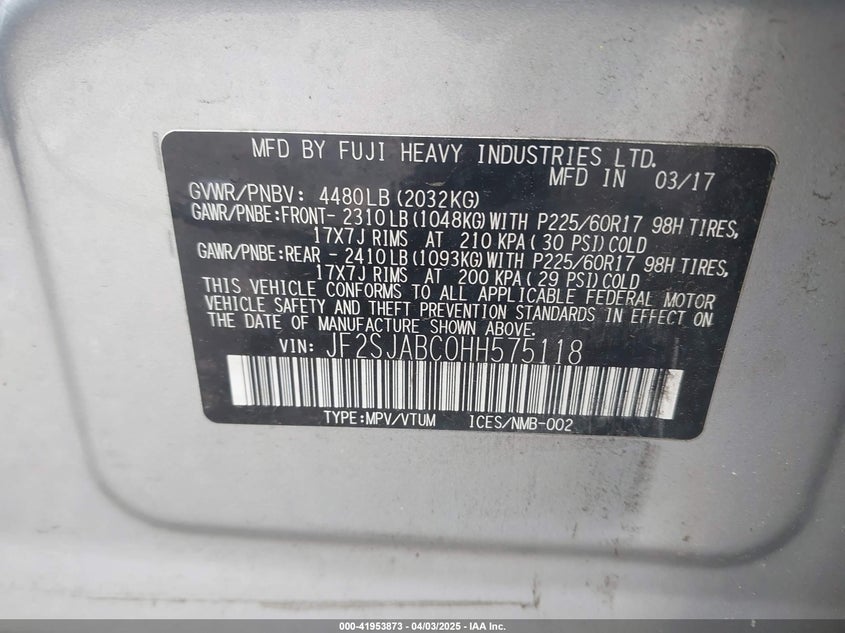 MFD BY FUJI HEAVY INDUSTRIES LTD.
MFD IN 03/17
GVWR/PNBV: 4480LB(2032KG)
GAWR/PNBE:FRONT- 2310LB(1048KG)WITH P225/60R17 98H TIRES,
17X7J RIMS AT 210 KPA(30 PSI)COLD
GAWR/PNBE:REAR - 2410LB(1093KG)WITH P225/60R17 98H TIRES,
17X7J RIMS AT 200 KPA(29 PSI)COLD
THIS VEHICLE CONFORMS TO ALL APPLICABLE FEDERAL MOTOR
VEHICLE SAFETY AND THEFT PREVENTION STANDARDS IN EFFECT ON
THE DATE OF MANUFACTURE SHOWN ABOVE.
VIN: JF2SJABC0HH575118
TYPE:MPV/VTUM ICES/NMB-002
000-41953873 - 04/03/2025 - IAA Inc.